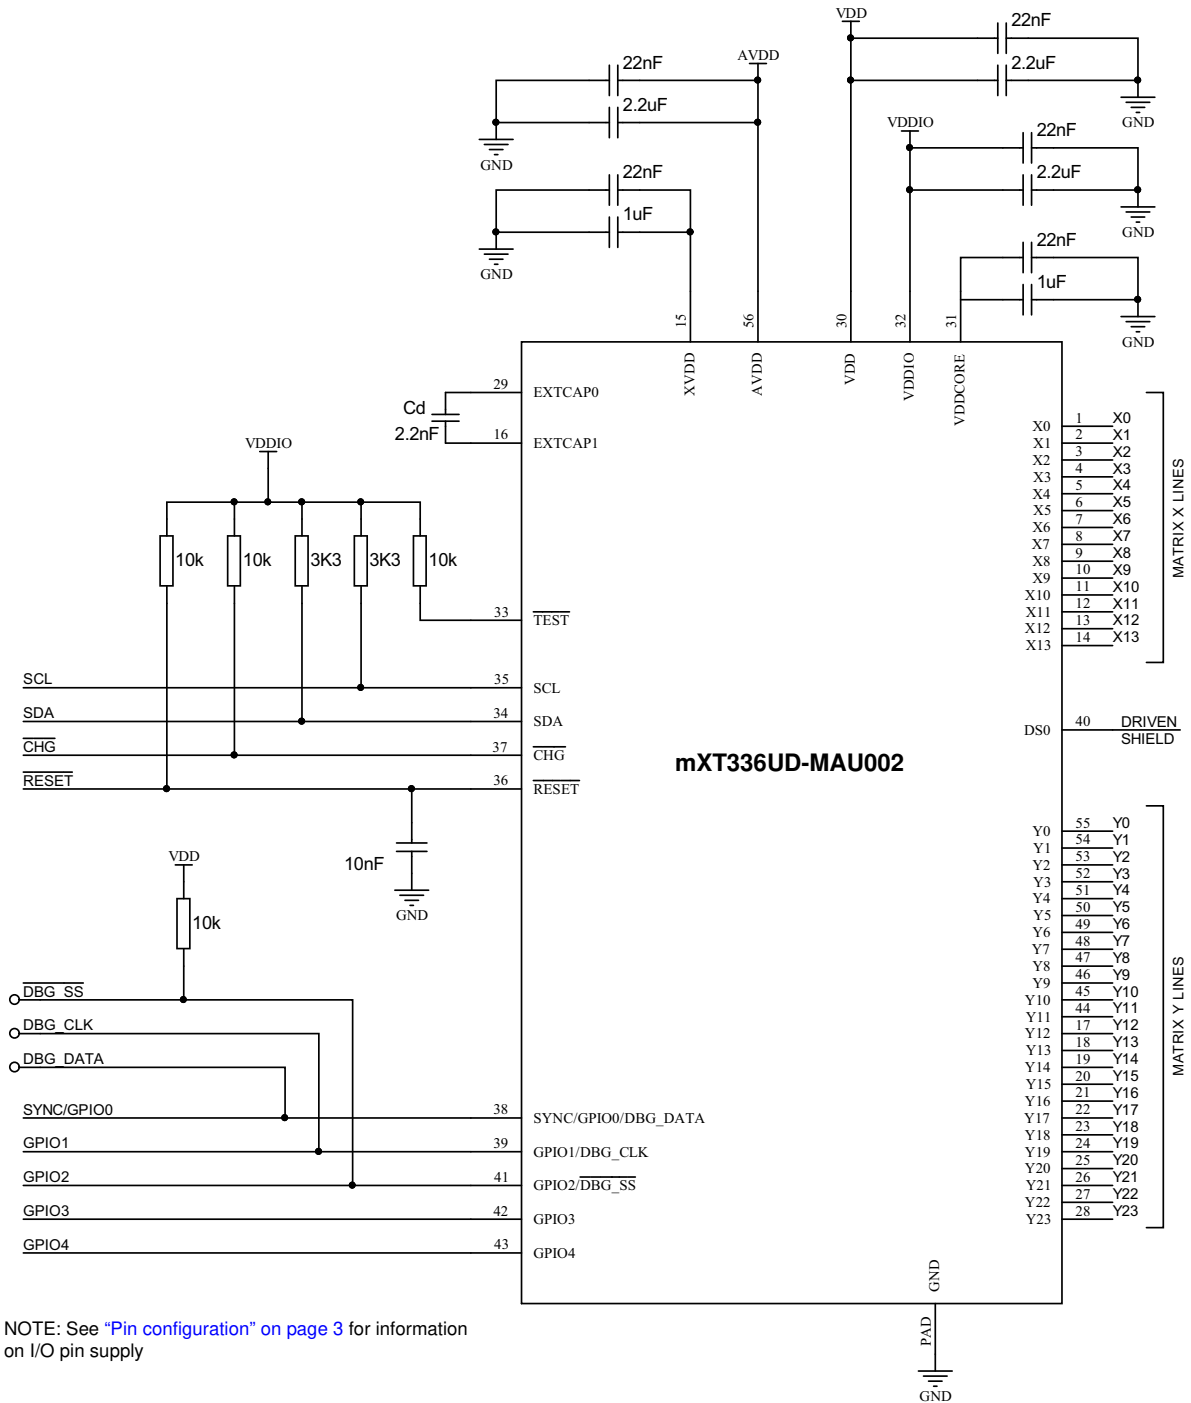 VDD
22nF
2.2uF
GND
AVDD
22nF
2.2uF
GND
VDDIO
22nF
2.2uF
GND
22nF
1uF
GND
22nF
1uF
GND
15
56
30
32
31
XVDD
AVDD
VDD
VDDIO
VDDCORE
Cd
2.2nF
29 EXTCAP0
16 EXTCAP1
VDDIO
10k 10k 3K3 3K3 10k
33 TEST
SCL 35 SCL
SDA 34 SDA
CHG 37 CHG
RESET 36 RESET
10nF
GND
VDD
10k
DBG_SS
DBG_CLK
DBG_DATA
SYNC/GPIO0 38 SYNC/GPIO0/DBG_DATA
GPIO1 39 GPIO1/DBG_CLK
GPIO2 41 GPIO2/DBG_SS
GPIO3 42 GPIO3
GPIO4 43 GPIO4
mXT336UD-MAU002
X0 1 X0
X1 2 X1
X2 3 X2
X3 4 X3
X4 5 X4
X5 6 X5
X6 7 X6
X7 8 X7
X8 9 X8
X9 10 X9
X10 11 X10
X11 12 X11
X12 13 X12
X13 14 X13
MATRIX X LINES
DS0 40 DRIVEN
SHIELD
Y0 55 Y0
Y1 54 Y1
Y2 53 Y2
Y3 52 Y3
Y4 51 Y4
Y5 50 Y5
Y6 49 Y6
Y7 48 Y7
Y8 47 Y8
Y9 46 Y9
Y10 45 Y10
Y11 44 Y11
Y12 17 Y12
Y13 18 Y13
Y14 19 Y14
Y15 20 Y15
Y16 21 Y16
Y17 22 Y17
Y18 23 Y18
Y19 24 Y19
Y20 25 Y20
Y21 26 Y21
Y22 27 Y22
Y23 28 Y23
MATRIX Y LINES
GND
PAD
GND
NOTE: See “Pin configuration” on page 3 for information
on I/O pin supply